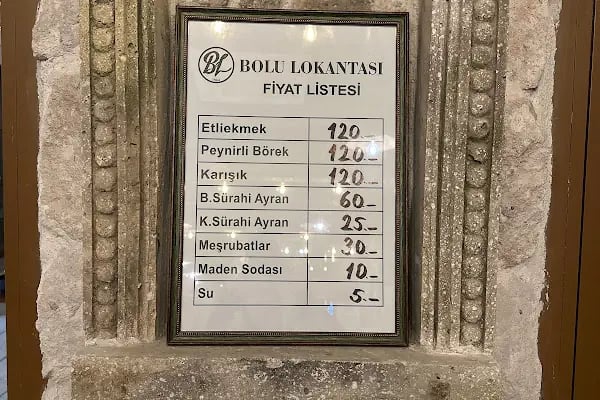 BL BOLU LOKANTASI
FİYAT LİSTESİ
Etliekmek 120.-
Peynirli Börek 120.-
Karışık 120.-
B.Sürahi Ayran 60.-
K.Sürahi Ayran 25.-
Meşrubatlar 30.-
Maden Sodası 10.-
Su 5.-